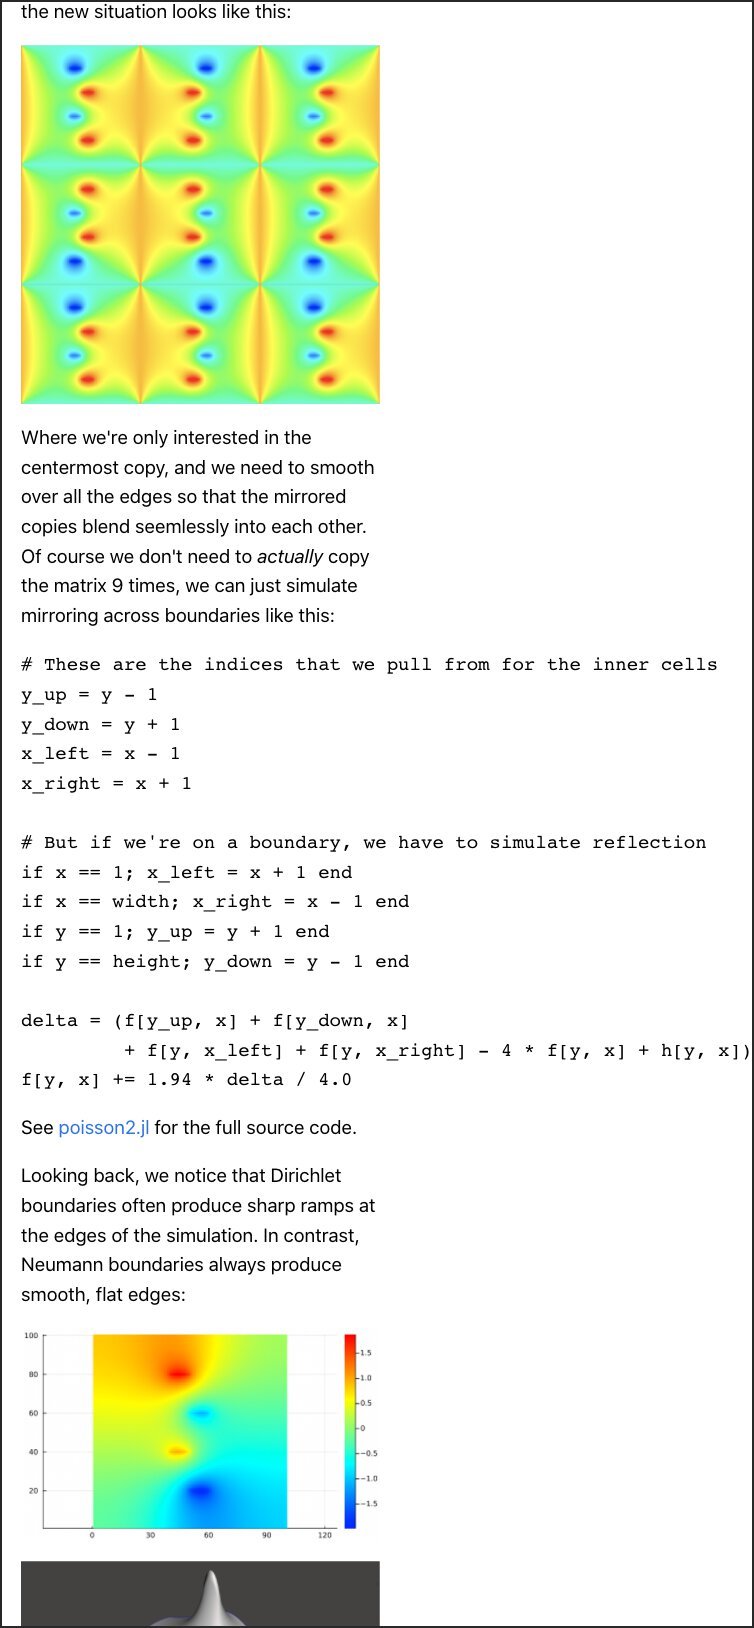 the new situation looks like this:
Where we're only interested in the
centermost copy, and we need to smooth
over all the edges so that the mirrored
copies blend seemlessly into each other.
Of course we don't need to actually copy
the matrix 9 times, we can just simulate
mirroring across boundaries like this:
# These are the indices that we pull from for the inner cells
y_up = y - 1
y_down = y + 1
x_left = x - 1
x_right = x + 1
# But if we're on a boundary, we have to simulate reflection
if x == 1; x_left = x + 1 end
if x == width; x_right = x - 1 end
if y == 1; y_up = y + 1 end
if y == height; y_down = y - 1 end
delta = (f[y_up, x] + f[y_down, x]
+ f[y, x_left] + f[y, x_right] - 4 * f[y, x] + h[y, x])
f[y, x] += 1.94 * delta / 4.0
See poisson2.jl for the full source code.
Looking back, we notice that Dirichlet
boundaries often produce sharp ramps at
the edges of the simulation. In contrast,
Neumann boundaries always produce
smooth, flat edges:
100
80
60
40
20
0 30 60 90 120
1.5
1.0
0.5
0
-0.5
-1.0
-1.5